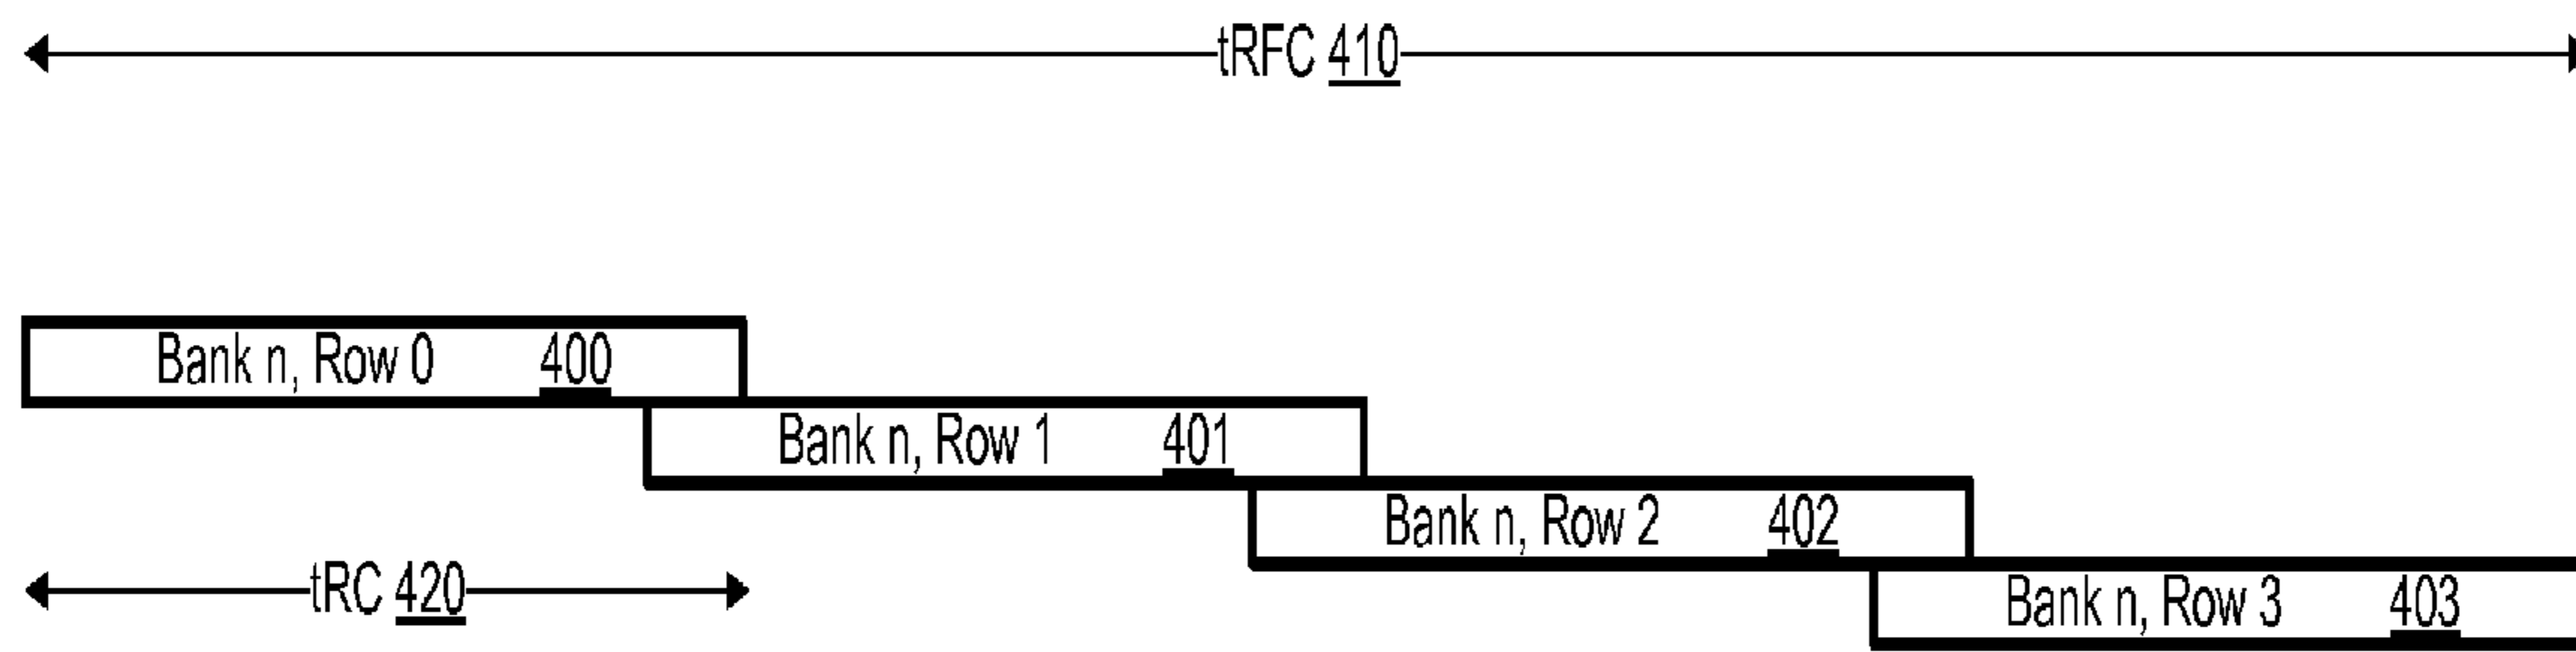 tRFC 410
Bank n, Row 0 400
Bank n, Row 1 401
Bank n, Row 2 402
tRC 420
Bank n, Row 3 403